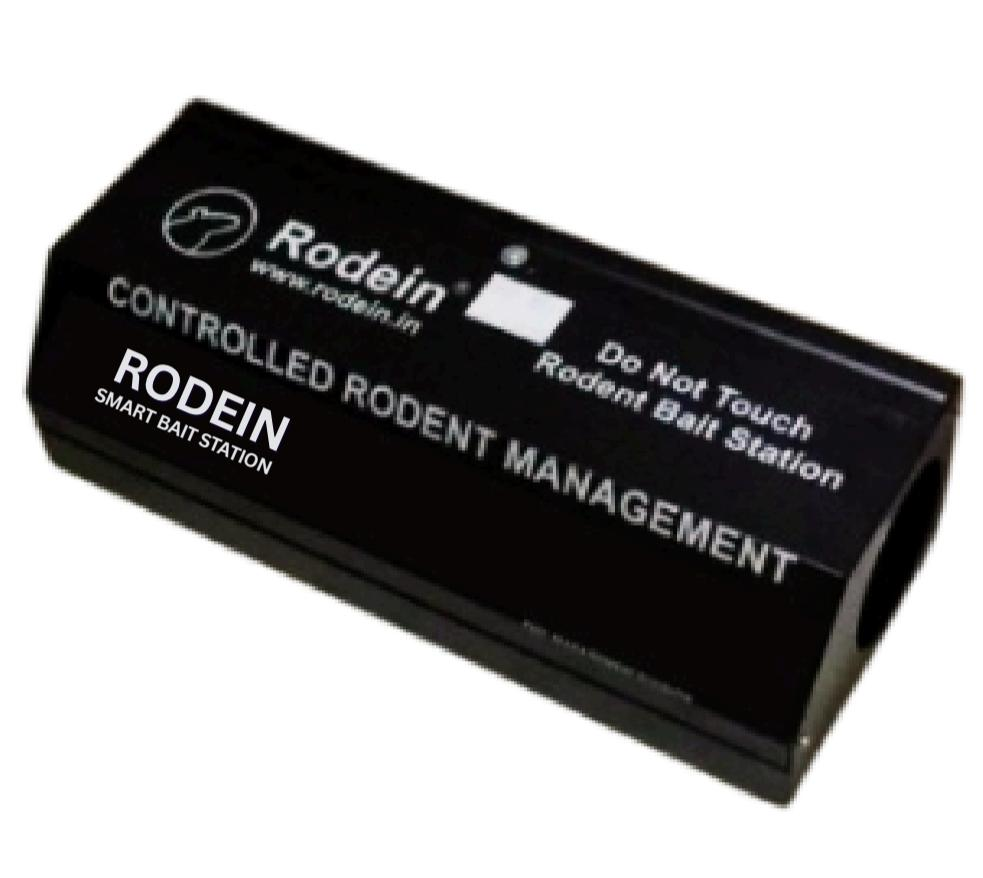 Rodein®
www.rodein.in
Do Not Touch
Rodent Bait Station
CONTROLLED RODENT MANAGEMENT
RODEIN
SMART BAIT STATION